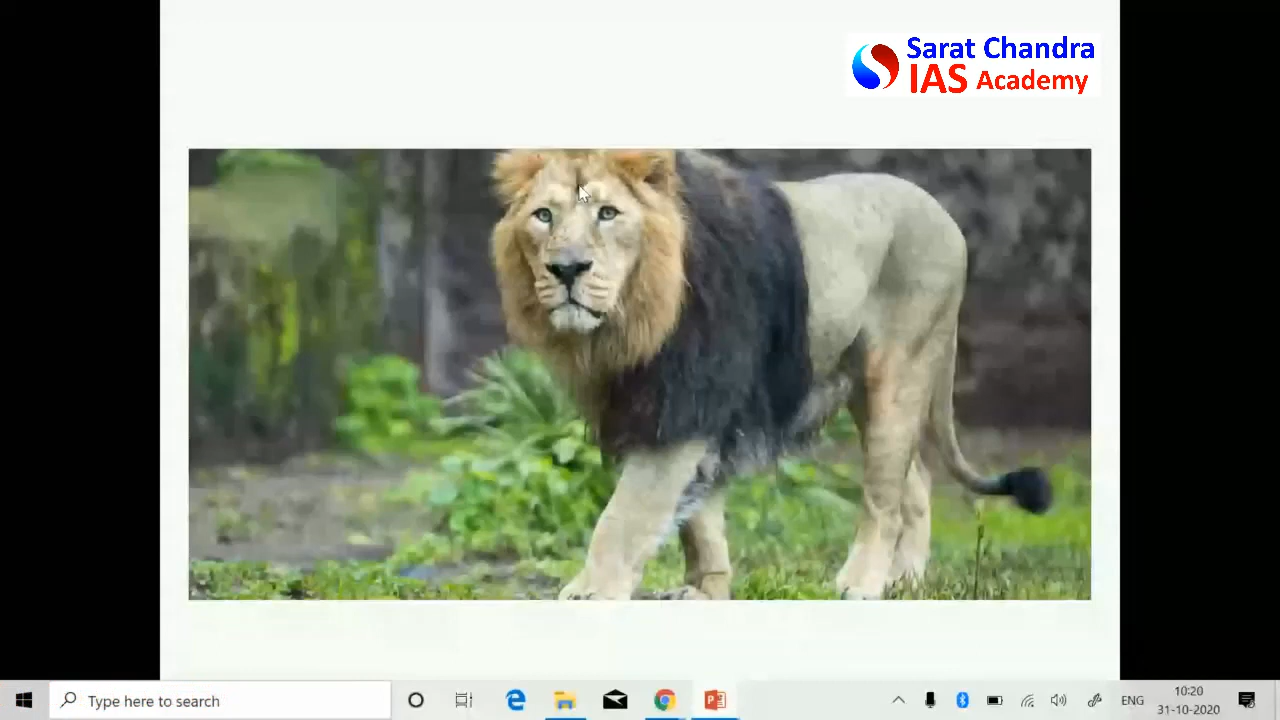 Sarat Chandra
IAS Academy
Type here to search
ENG
10:20
31-10-2020